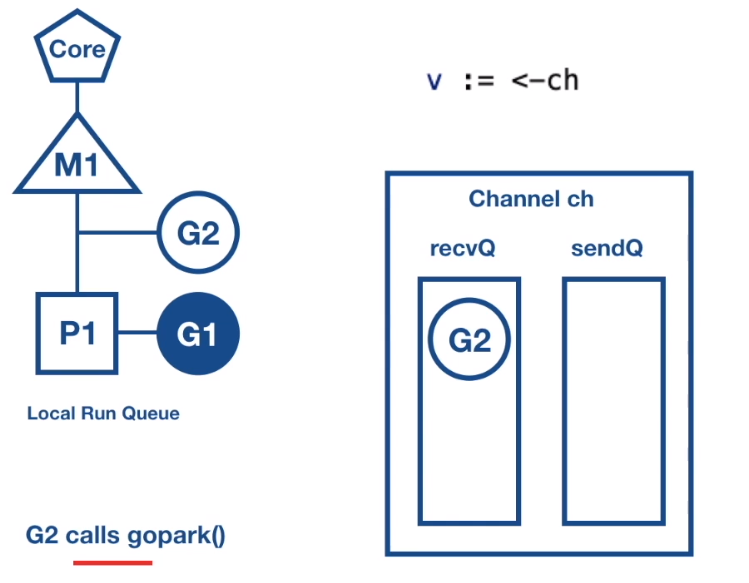 Core
v := <-ch
M1
Channel ch
G2
recvQ sendQ
P1
G1
G2
Local Run Queue
G2 calls gopark()